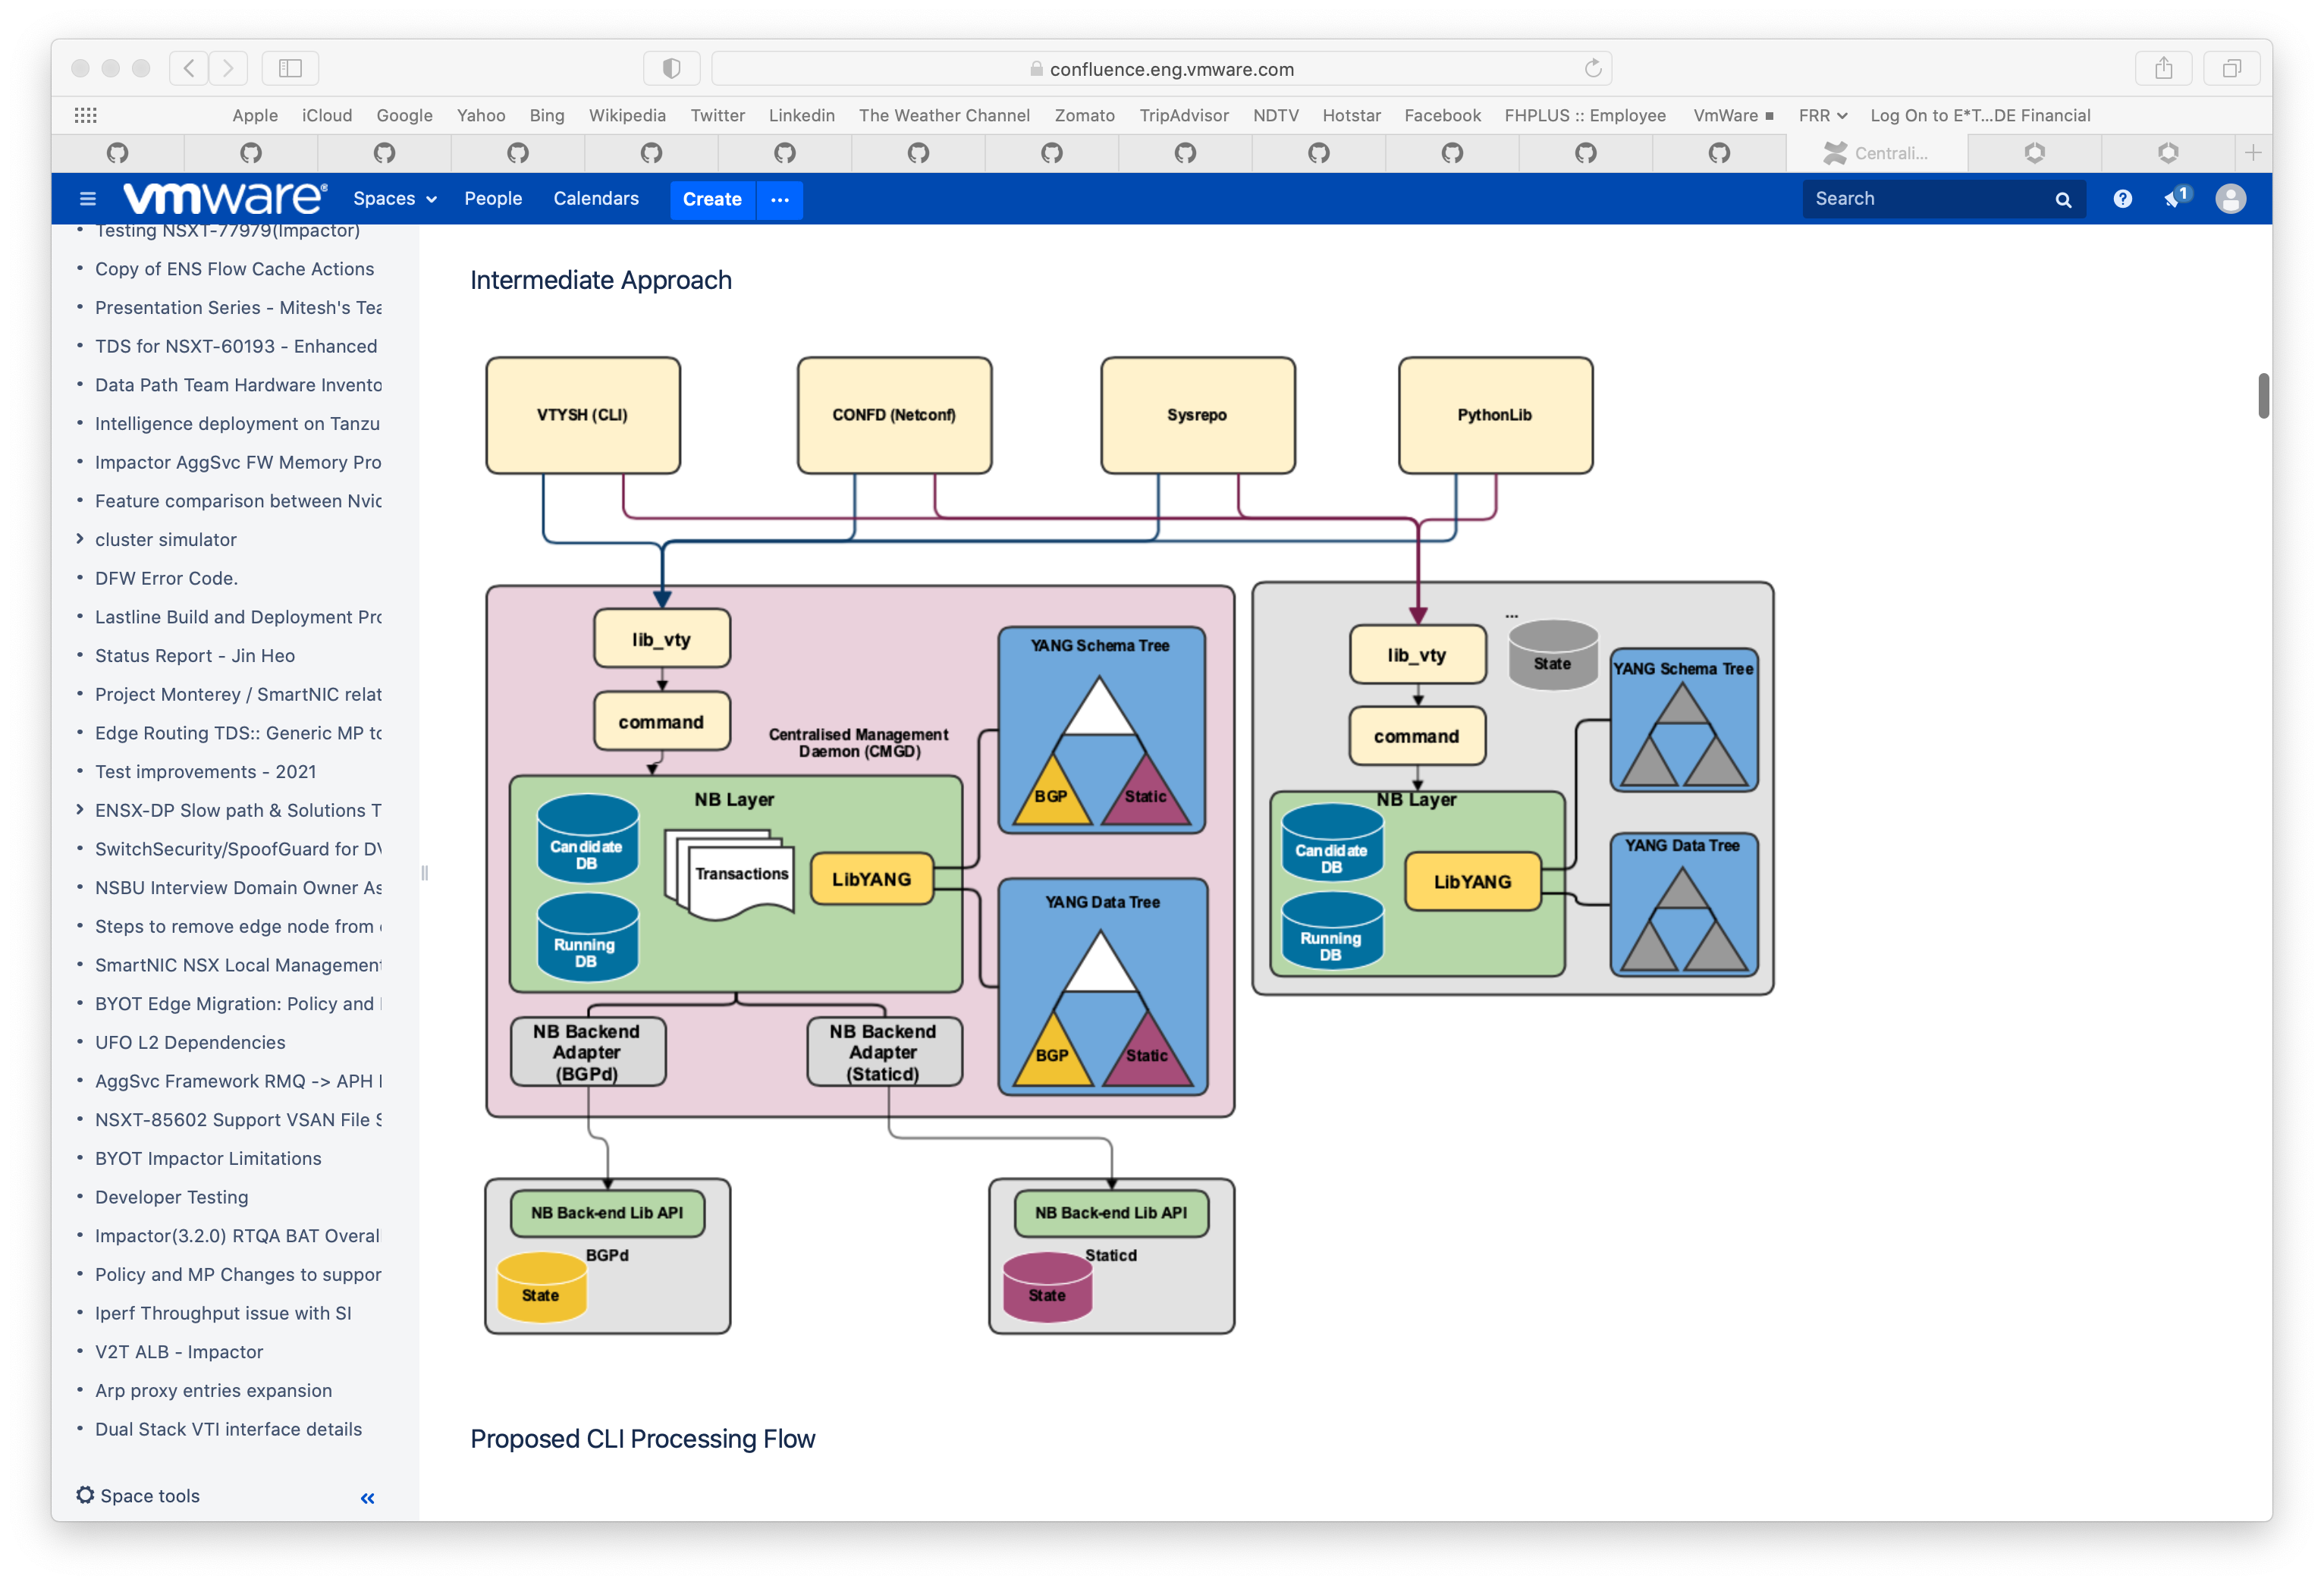 confluence.eng.vmware.com
Apple iCloud Google Yahoo Bing Wikipedia Twitter Linkedin The Weather Channel Zomato TripAdvisor NDTV Hotstar Facebook FHPLUS :: Employee VmWare FRR Log On to E*T...DE Financial
Centrali...
vmware® Spaces People Calendars Create ... Search ? 1
Testing NSXT-77979(Impactor)
Copy of ENS Flow Cache Actions
Presentation Series - Mitesh's Tea
TDS for NSXT-60193 - Enhanced
Data Path Team Hardware Invento
Intelligence deployment on Tanzu
Impactor AggSvc FW Memory Pro
Feature comparison between Nvid
cluster simulator
DFW Error Code.
Lastline Build and Deployment Pro
Status Report - Jin Heo
Project Monterey / SmartNIC relat
Edge Routing TDS:: Generic MP to
Test improvements - 2021
ENSX-DP Slow path & Solutions T
SwitchSecurity/SpoofGuard for DV
NSBU Interview Domain Owner As
Steps to remove edge node from
SmartNIC NSX Local Management
BYOT Edge Migration: Policy and
UFO L2 Dependencies
AggSvc Framework RMQ -> APH
NSXT-85602 Support VSAN File S
BYOT Impactor Limitations
Developer Testing
Impactor(3.2.0) RTQA BAT Overall
Policy and MP Changes to suppor
Iperf Throughput issue with SI
V2T ALB - Impactor
Arp proxy entries expansion
Dual Stack VTI interface details
Space tools
Intermediate Approach
VTYSH (CLI)
CONFD (Netconf)
Sysrepo
PythonLib
lib_vty
command
Centralised Management
Daemon (CMGD)
YANG Schema Tree
BGP
Static
NB Layer
Candidate
DB
Transactions
LibYANG
Running
DB
YANG Data Tree
BGP
Static
NB Backend
Adapter
(BGPd)
NB Backend
Adapter
(Staticd)
NB Back-end Lib API
BGPd
State
NB Back-end Lib API
Staticd
State
...
lib_vty
State
command
YANG Schema Tree
NB Layer
Candidate
DB
LibYANG
Running
DB
YANG Data Tree
Proposed CLI Processing Flow